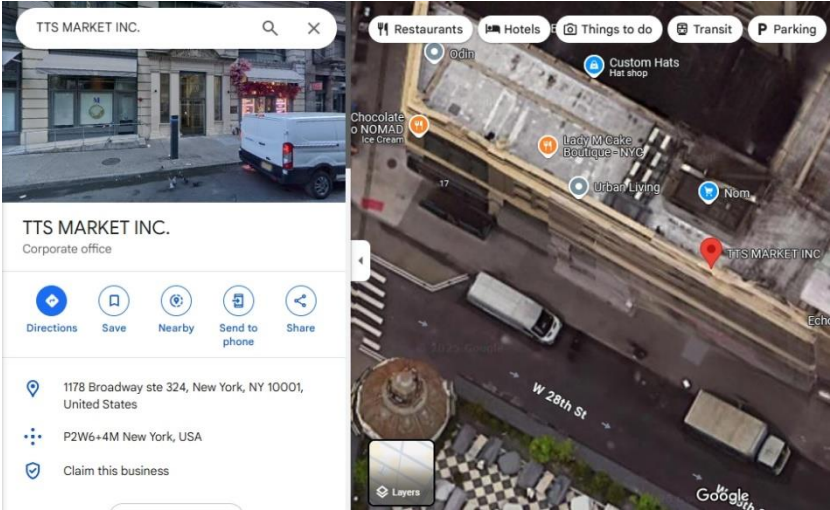 TTS MARKET INC.
TTS MARKET INC.
Corporate office
Directions
Save
Nearby
Send to
phone
Share
1178 Broadway ste 324, New York, NY 10001,
United States
P2W6+4M New York, USA
Claim this business
Restaurants
Hotels
Things to do
Transit
Parking
Odin
Custom Hats
Hat shop
Chocolate
o NOMAD
Ice Cream
Lady M Cake
Boutique - NYC
17
Urban Living
Nom
TTS MARKET INC
Echo
W 28th St
Layers
Google